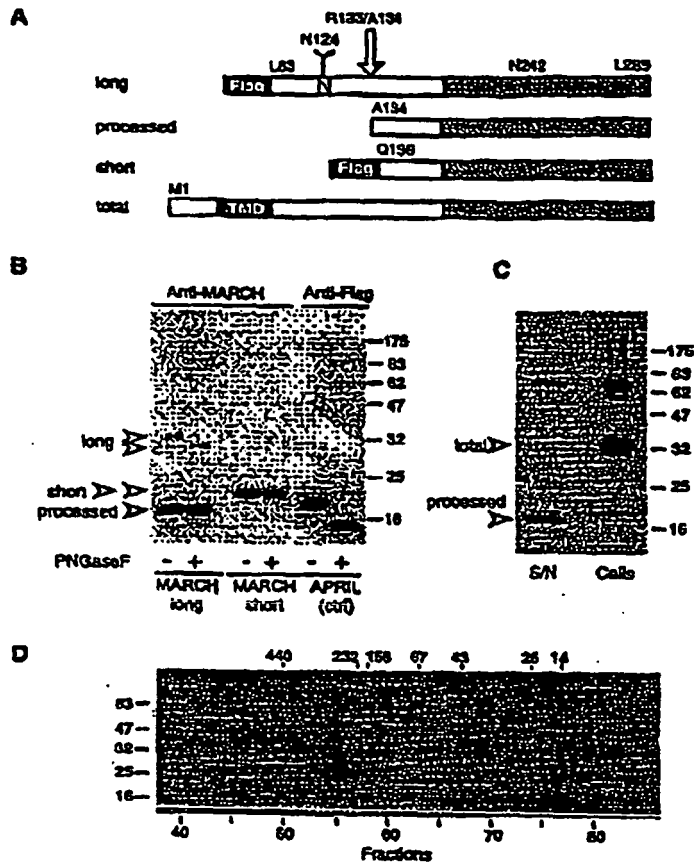 A
R133/A134
N124
L83
N242
L285
long
Flag
A134
processed
Q136
short
Flag
M1
total
TMD
B
C
Anti-MARCH
Anti-Flag
175
83
62
47
32
25
16
long
short
processed
PNGaseF
- + - + - +
MARCH long
MARCH short
APRIL (ctrl)
175
83
62
47
32
25
16
total
processed
S/N
Cells
D
440 232 158 67 43 25 14
83
47
32
25
16
40 50 60 70 80
Fractions